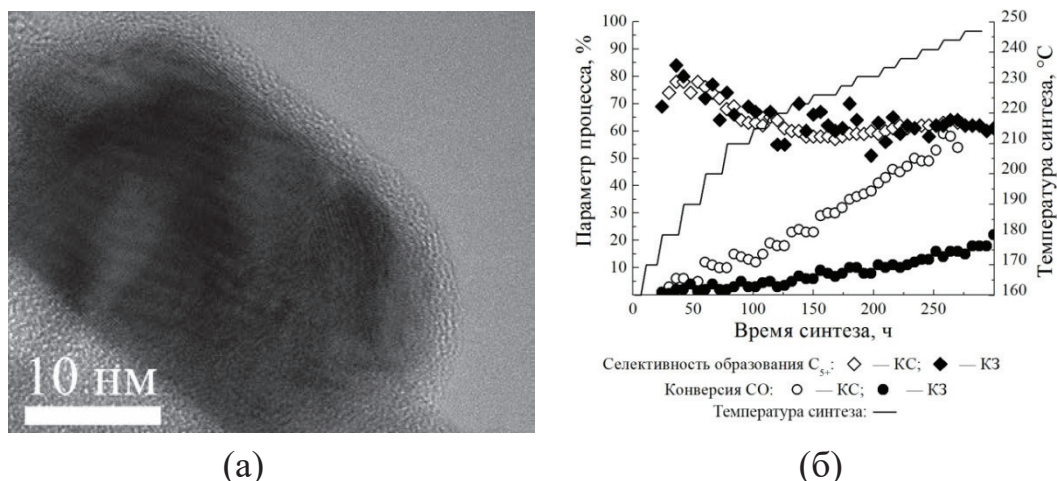 10 нм
(а)
Параметр процесса, %
100
90
80
70
60
50
40
30
20
10
0
50
100
150
200
250
Время синтеза, ч
250
240
230
220
210
200
190
180
170
160
Температура синтеза, °C
Селективность образования C5+: ◇ — КС; ◆ — КЗ
Конверсия CO: ○ — КС; ● — КЗ
Температура синтеза: —
(б)